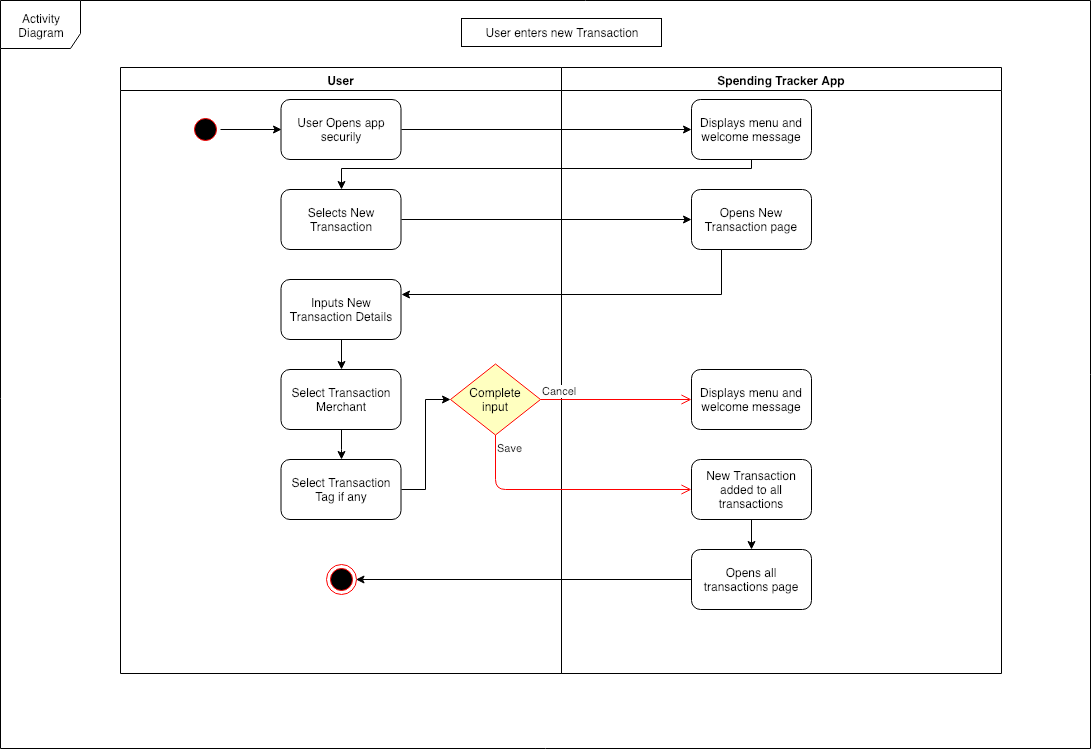 Activity
Diagram
User enters new Transaction
User
Spending Tracker App
User Opens app
securily
Displays menu and
welcome message
Selects New
Transaction
Opens New
Transaction page
Inputs New
Transaction Details
Select Transaction
Merchant
Complete
input
Cancel
Displays menu and
welcome message
Save
Select Transaction
Tag if any
New Transaction
added to all
transactions
Opens all
transactions page